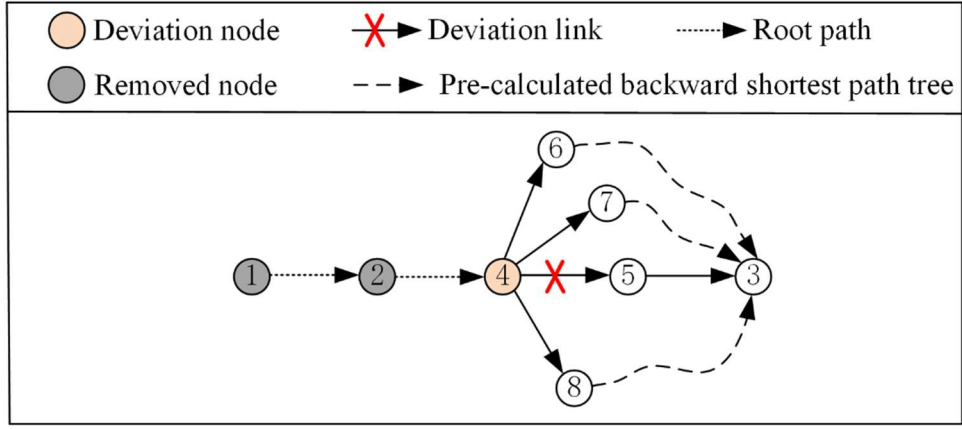 Deviation node Deviation link Root path
Removed node Pre-calculated backward shortest path tree
6
7
1 2 4 5 3
8